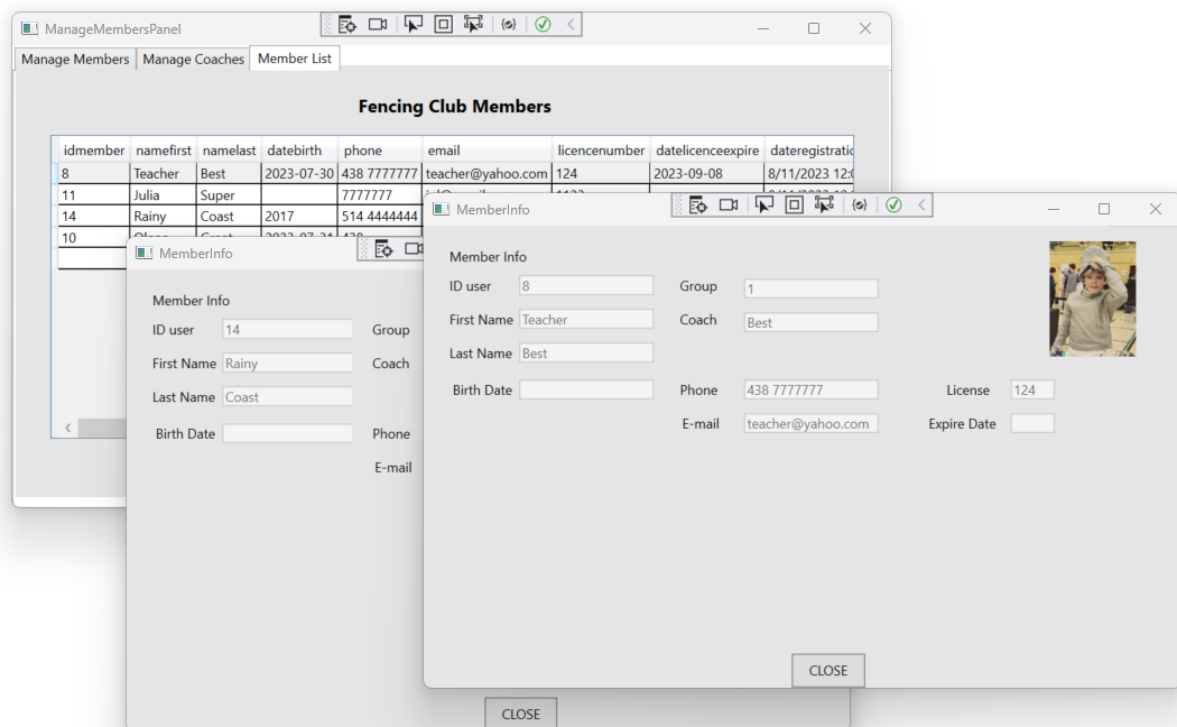 ManageMembersPanel
Manage Members Manage Coaches Member List
Fencing Club Members
idmember namefirst namelast datebirth phone email licencenumber datelicenceexpire
8 Teacher Best 2023-07-30 438 7777777 teacher@yahoo.com 124 2023-09-08 8/11/2023
11 Julia Super 7777777
14 Rainy Coast 2017 514 4444444
10
MemberInfo
Member Info
ID user 14 Group
First Name Rainy Coach
Last Name Coast
Birth Date Phone
E-mail
CLOSE
MemberInfo
Member Info
ID user 8 Group 1
First Name Teacher Coach Best
Last Name Best
Birth Date Phone 438 7777777 License 124
E-mail teacher@yahoo.com Expire Date
CLOSE